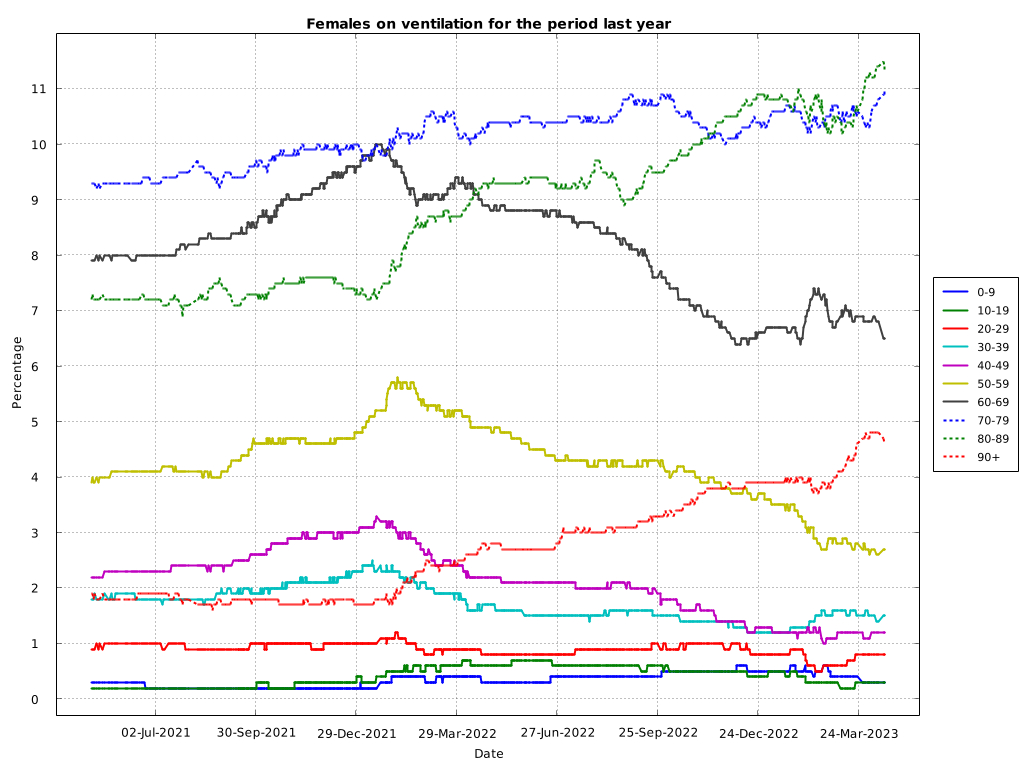 Females on ventilation for the period last year
Percentage
11
10
9
8
7
6
5
4
3
2
1
0
02-Jul-2021
30-Sep-2021
29-Dec-2021
29-Mar-2022
27-Jun-2022
25-Sep-2022
24-Dec-2022
24-Mar-2023
Date
0-9
10-19
20-29
30-39
40-49
50-59
60-69
70-79
80-89
90+